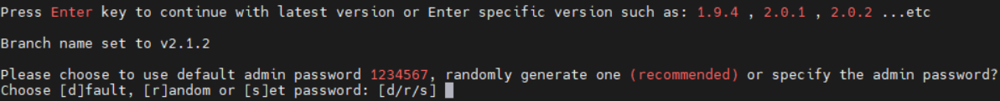 Press Enter key to continue with latest version or Enter specific version such as: 1.9.4 , 2.0.1 , 2.0.2 ...etc
Branch name set to v2.1.2
Please choose to use default admin password 1234567, randomly generate one (recommended) or specify the admin password?
Choose [d]fault, [r]andom or [s]et password: [d/r/s]